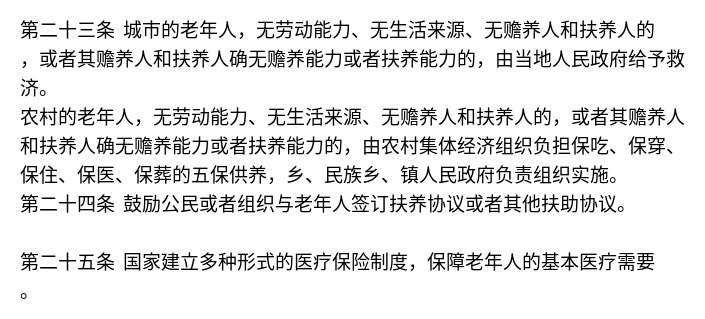 第二十三条 城市的老年人，无劳动能力、无生活来源、无赡养人和扶养人的
，或者其赡养人和扶养人确无赡养能力或者扶养能力的，由当地人民政府给予救
济。
农村的老年人，无劳动能力、无生活来源、无赡养人和扶养人的，或者其赡养人
和扶养人确无赡养能力或者扶养能力的，由农村集体经济组织负担保吃、保穿、
保住、保医、保葬的五保供养，乡、民族乡、镇人民政府负责组织实施。
第二十四条 鼓励公民或者组织与老年人签订扶养协议或者其他扶助协议。
第二十五条 国家建立多种形式的医疗保险制度，保障老年人的基本医疗需要
。